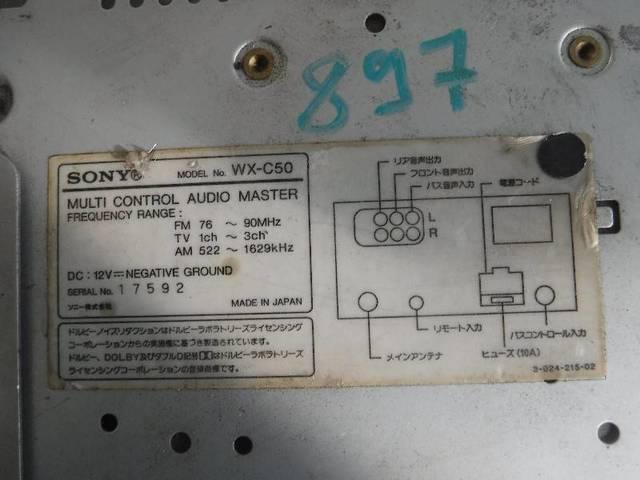 897
SONY® MODEL No. WX-C50
MULTI CONTROL AUDIO MASTER
FREQUENCY RANGE:
FM 76 ~ 90MHz
TV 1ch ~ 3ch
AM 522 ~ 1629kHz
DC: 12V⎓NEGATIVE GROUND
SERIAL No. 17592
ソニー株式会社 MADE IN JAPAN
ドルビーノイズリダクションはドルビーラボラトリーズライセンシング
コーポレーションからの実施権に基づき製造されています。
ドルビー、DOLBY及びダブルD記号はドルビーラボラトリーズ
ライセンシングコーポレーションの登録商標です。
リア音声出力
フロント音声出力
バス音声入力
電源コード
L
R
リモート入力
バスコントロール入力
メインアンテナ
ヒューズ (10A)
3-024-215-02